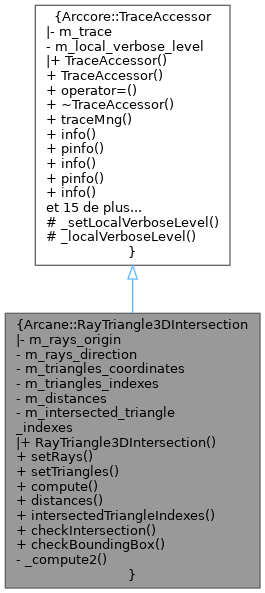 {Arccore::TraceAccessor
|- m_trace
- m_local_verbose_level
|+ TraceAccessor()
+ TraceAccessor()
+ operator=()
+ ~TraceAccessor()
+ traceMng()
+ info()
+ pinfo()
+ info()
+ pinfo()
+ info()
et 15 de plus...
# _setLocalVerboseLevel()
# _localVerboseLevel()
}
{Arcane::RayTriangle3DIntersection
|- m_rays_origin
- m_rays_direction
- m_triangles_coordinates
- m_triangles_indexes
- m_distances
- m_intersected_triangle
_indexes
|+ RayTriangle3DIntersection()
+ setRays()
+ setTriangles()
+ compute()
+ distances()
+ intersectedTriangleIndexes()
+ checkIntersection()
+ checkBoundingBox()
- _compute2()
}